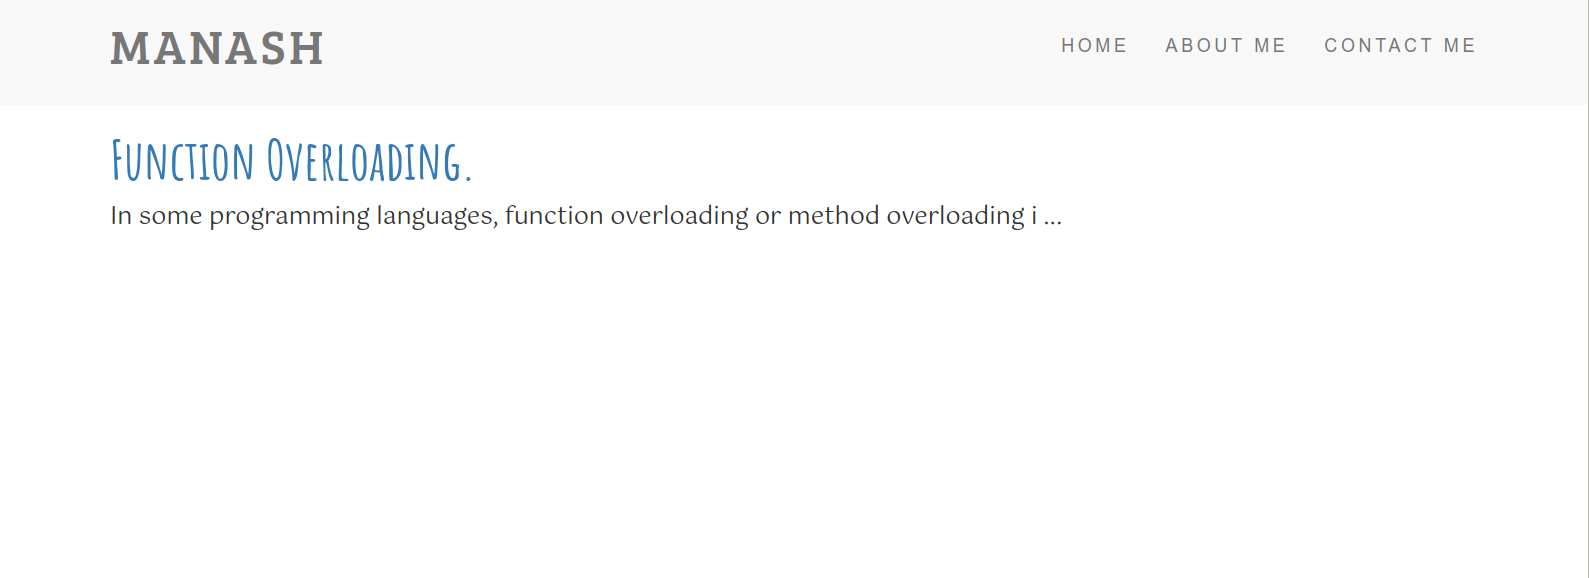 MANASH
HOME ABOUT ME CONTACT ME
Function Overloading.
In some programming languages, function overloading or method overloading i ...